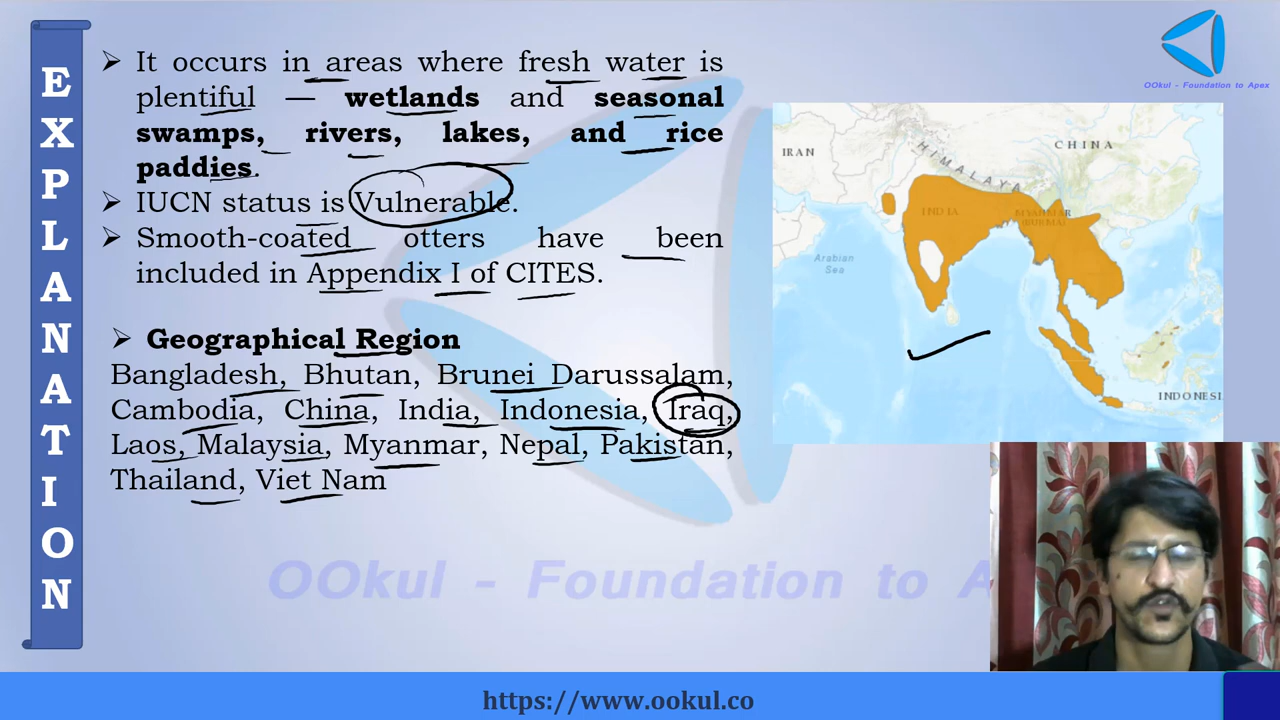 E
X
P
L
A
N
A
T
I
O
N
➢ It occurs in areas where fresh water is
plentiful — wetlands and seasonal
swamps, rivers, lakes, and rice
paddies.
➢ IUCN status is Vulnerable.
➢ Smooth-coated otters have been
included in Appendix I of CITES.
➢ Geographical Region
Bangladesh, Bhutan, Brunei Darussalam,
Cambodia, China, India, Indonesia, Iraq,
Laos, Malaysia, Myanmar, Nepal, Pakistan,
Thailand, Viet Nam
OOkul - Foundation to Apex
IRAN
CHINA
HIMALAYA
INDIA
MYANMAR
(BURMA)
Arabian
Sea
INDONESI
OOkul - Foundation to A
https://www.ookul.co